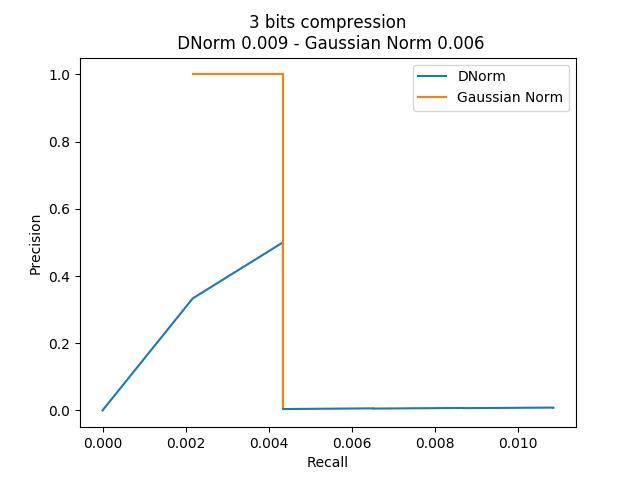 3 bits compression
DNorm 0.009 - Gaussian Norm 0.006
DNorm
Gaussian Norm
1.0
0.8
0.6
0.4
0.2
0.0
Precision
0.000 0.002 0.004 0.006 0.008 0.010
Recall